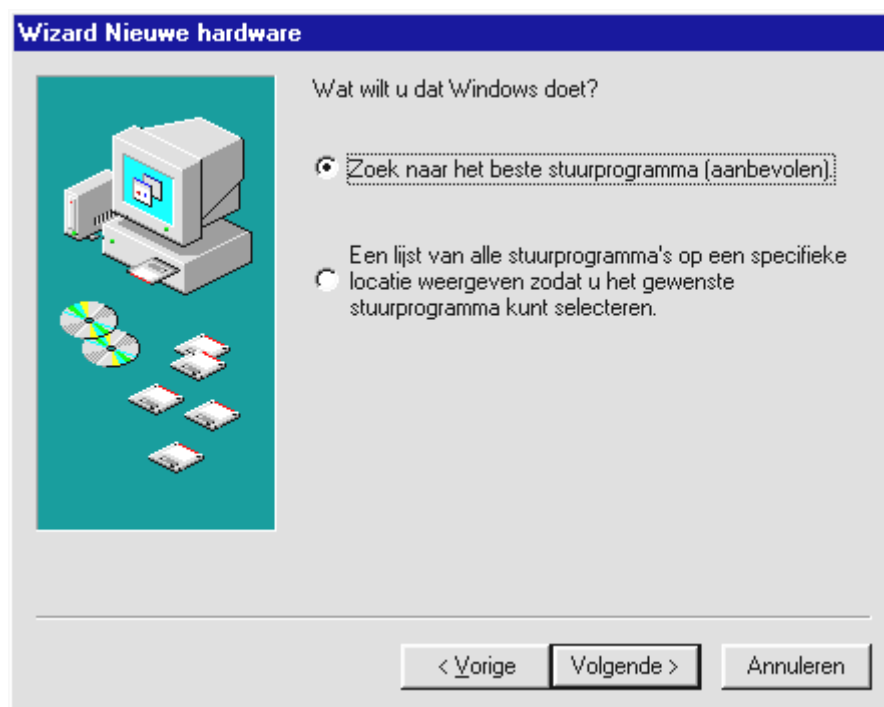 Wizard Nieuwe hardware
Wat wilt u dat Windows doet?
Zoek naar het beste stuurprogramma (aanbevolen).
Een lijst van alle stuurprogramma's op een specifieke
locatie weergeven zodat u het gewenste
stuurprogramma kunt selecteren.
< Vorige
Volgende >
Annuleren